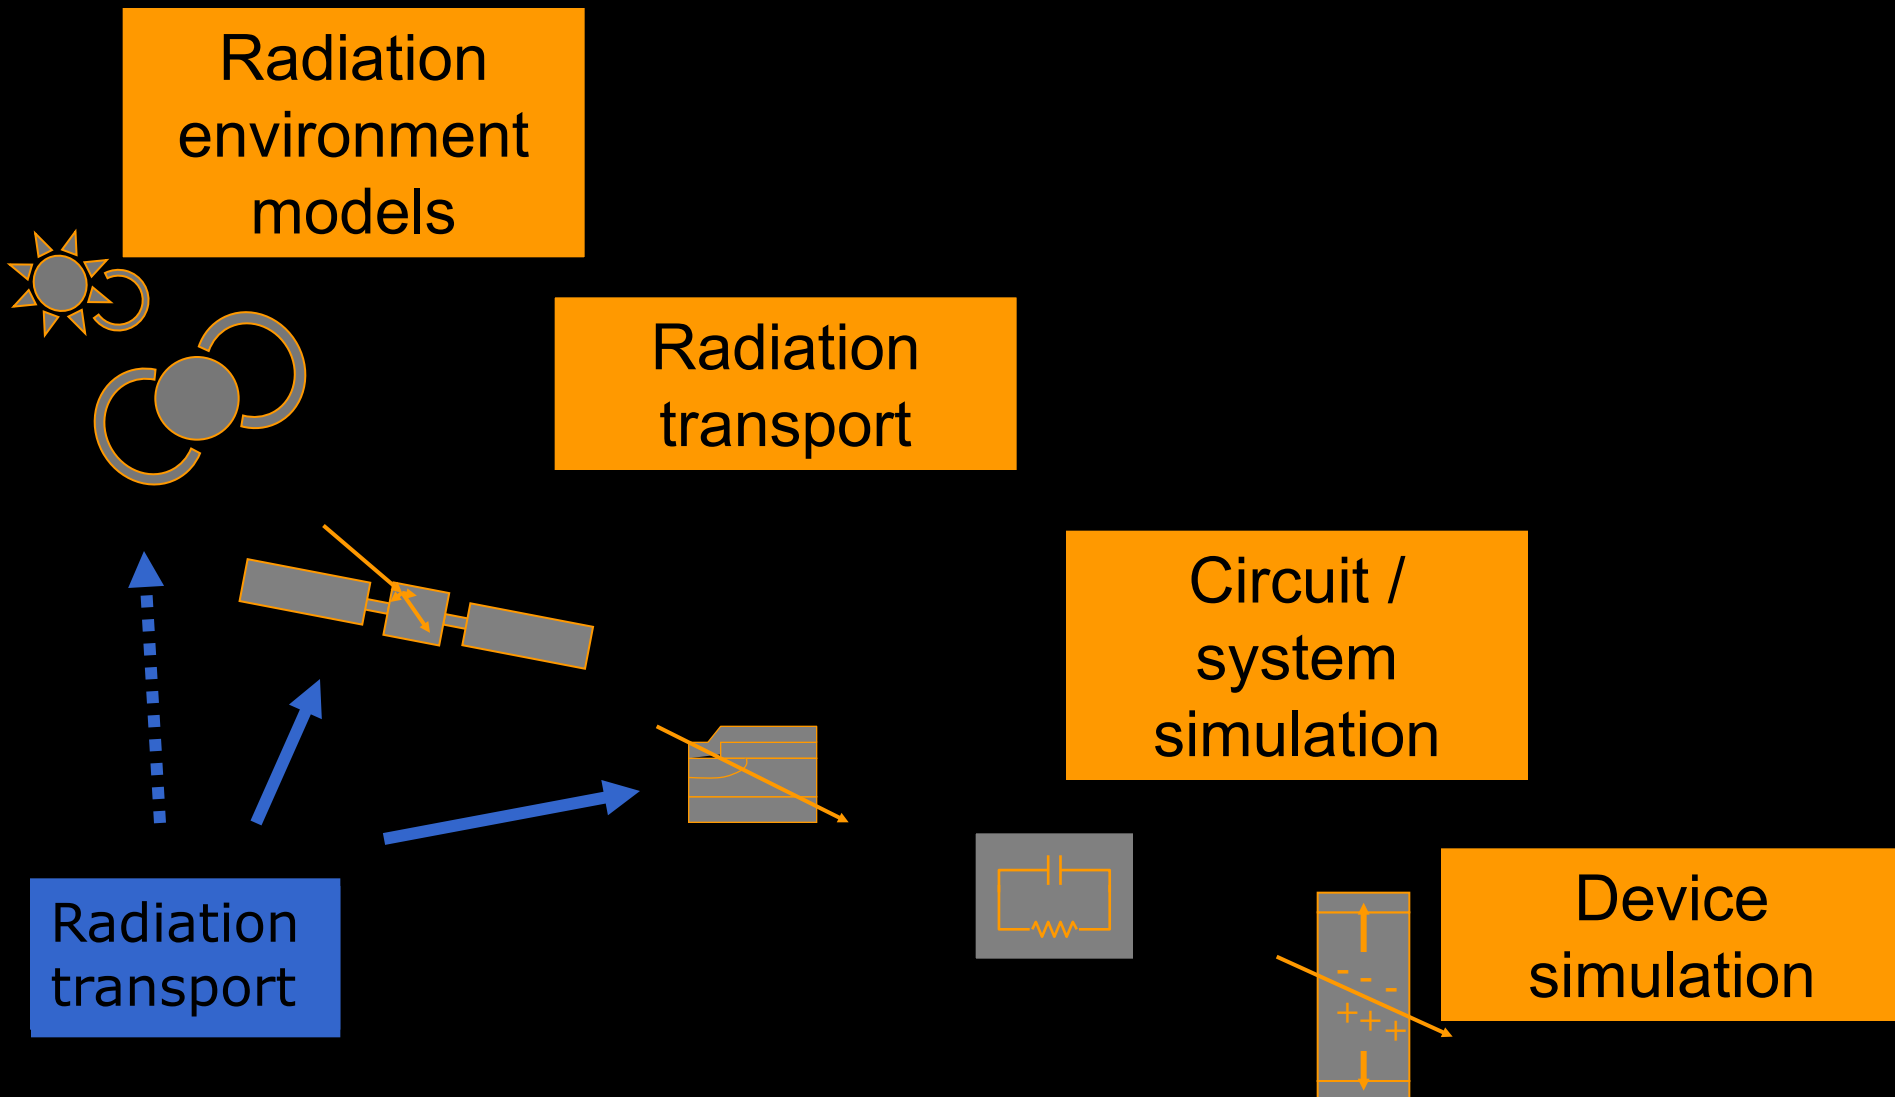 Radiation
environment
models
Radiation
transport
Circuit /
system
simulation
Device
simulation
Radiation
transport
- - -
+ + +